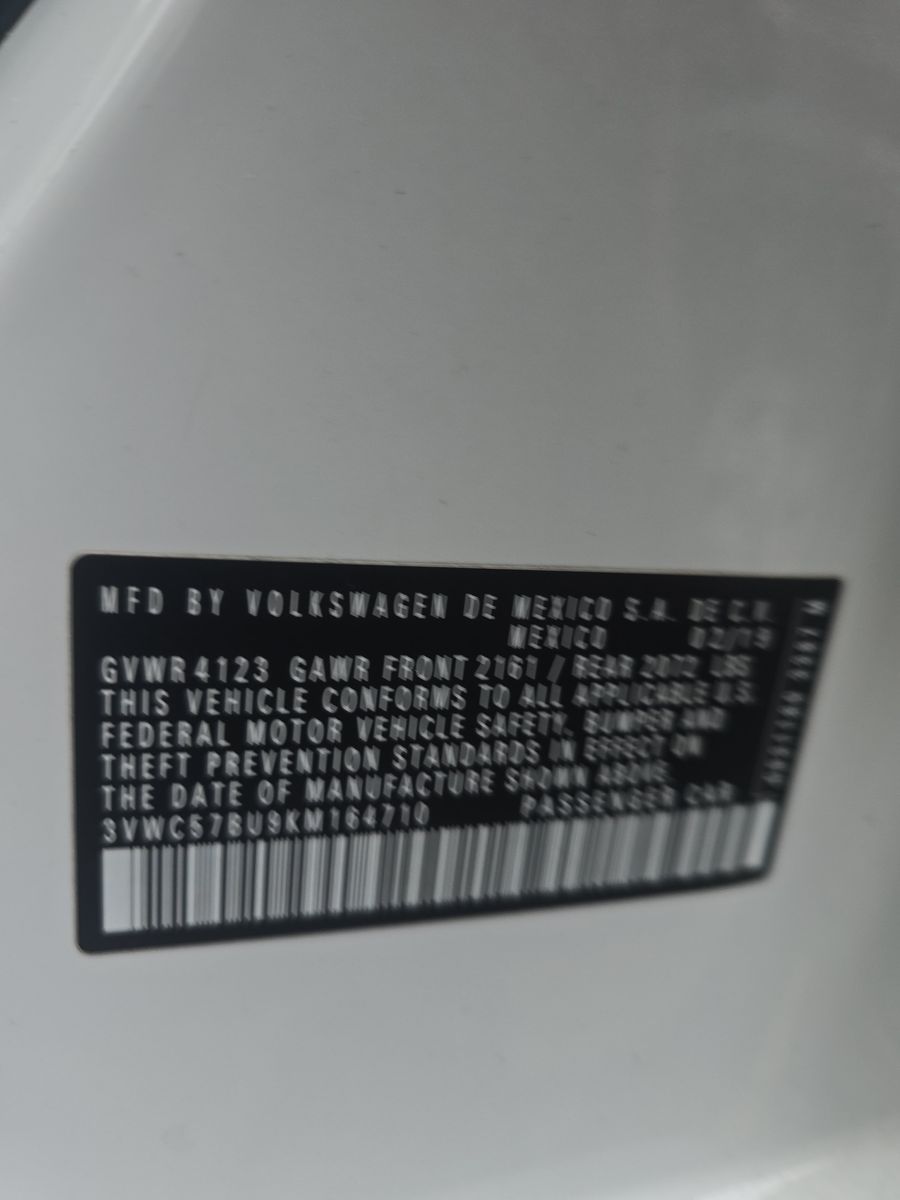 MFD BY VOLKSWAGEN DE MEXICO S.A. DE C.V.
MEXICO 02/19
GVWR 4123 GAWR FRONT 2161 / REAR 2072 LBS
THIS VEHICLE CONFORMS TO ALL APPLICABLE U.S.
FEDERAL MOTOR VEHICLE SAFETY, BUMPER AND
THEFT PREVENTION STANDARDS IN EFFECT ON
THE DATE OF MANUFACTURE SHOWN ABOVE.
3VWC57BU9KM164710 PASSENGER CAR